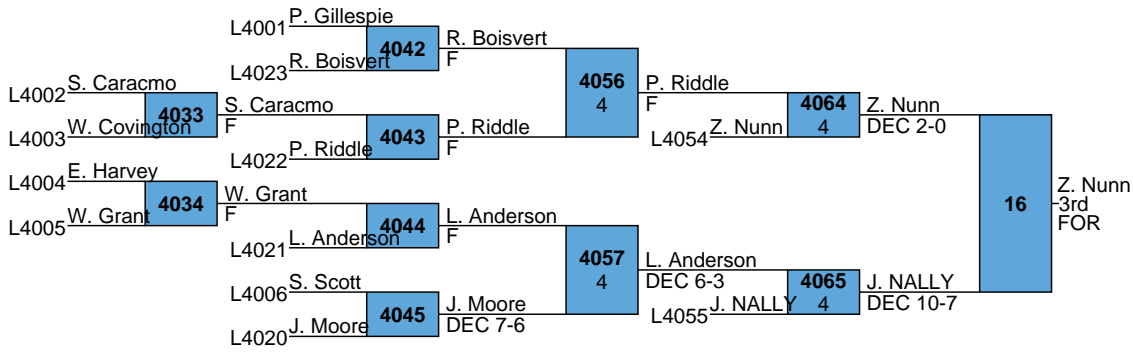 P. Gillespie
L4001
4042
R. Boisvert
F
R. Boisvert
L4023
4056
4
S. Caracmo
L4002
4033
S. Caracmo
F
W. Covington
L4003
4043
P. Riddle
F
P. Riddle
L4022
P. Riddle
F
4064
4
Z. Nunn
L4054
Z. Nunn
DEC 2-0
E. Harvey
L4004
4034
W. Grant
F
W. Grant
L4005
4044
L. Anderson
F
L. Anderson
L4021
4057
4
L. Anderson
DEC 6-3
S. Scott
L4006
4045
J. Moore
DEC 7-6
J. Moore
L4020
4065
4
J. NALLY
L4055
J. NALLY
DEC 10-7
16
Z. Nunn
3rd
FOR